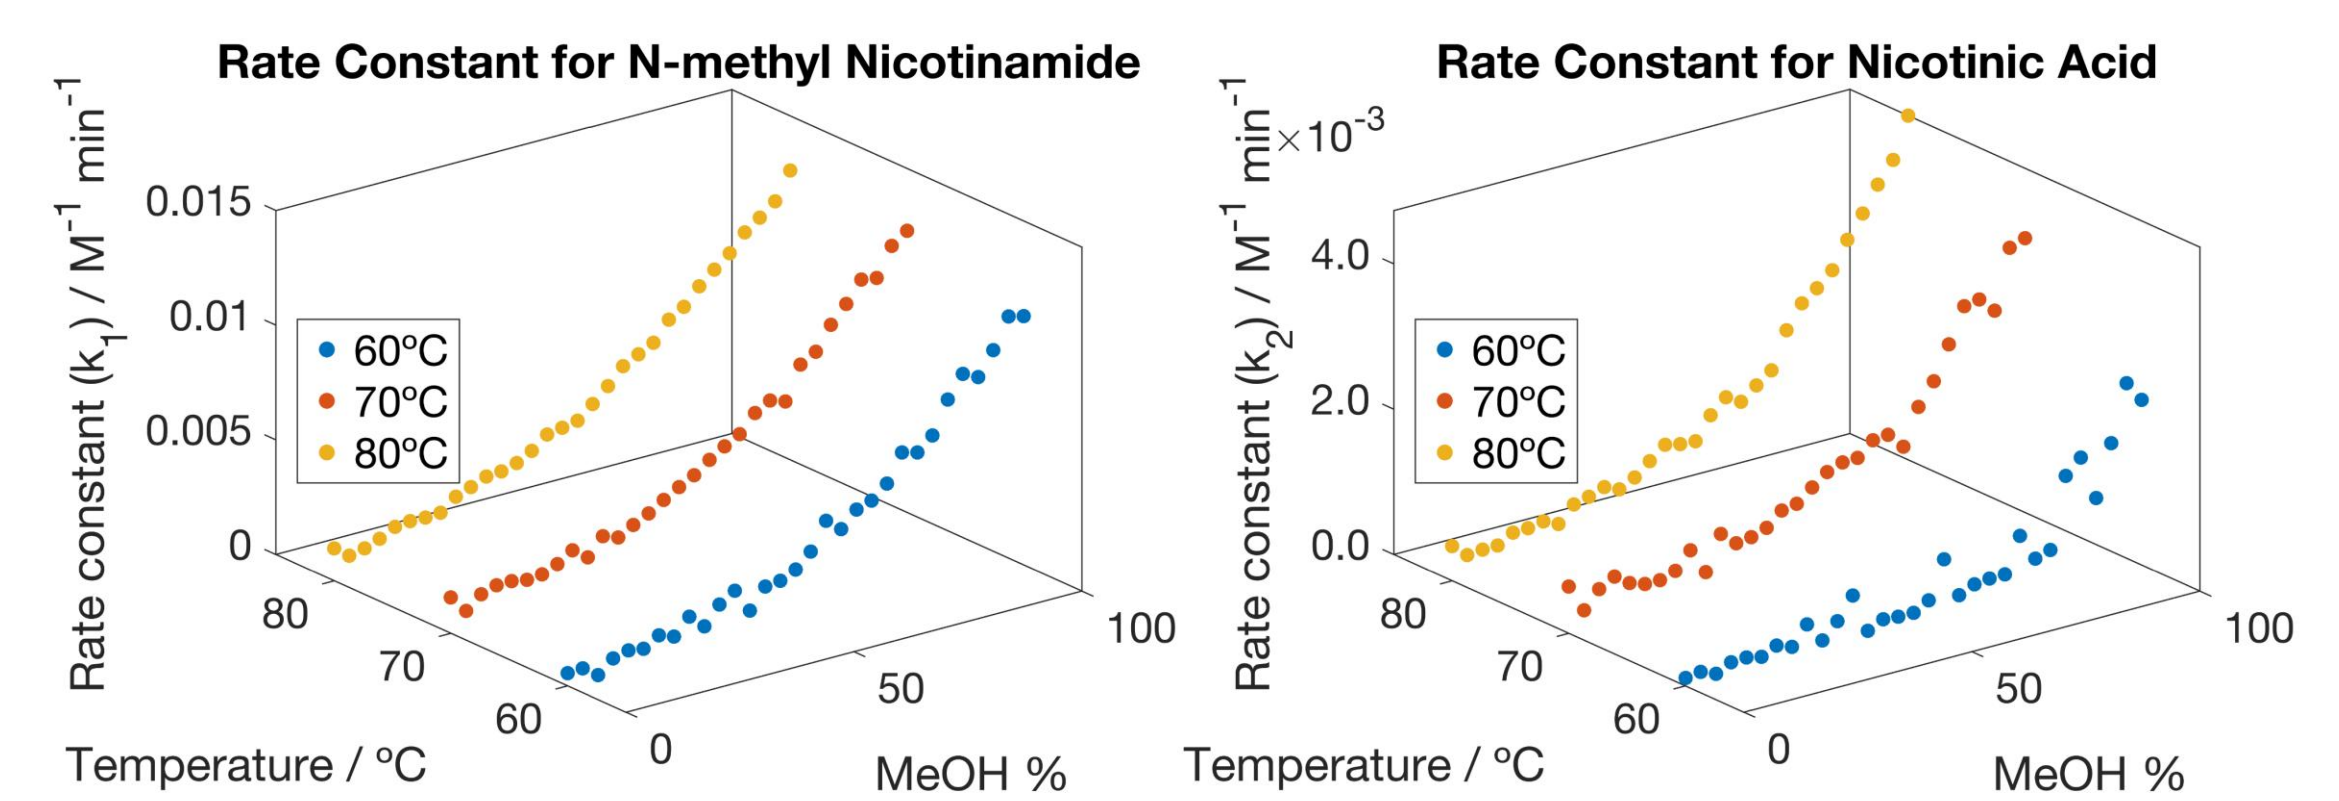 Rate Constant for N-methyl Nicotinamide
Rate constant (k₁) / M⁻¹ min⁻¹
0.015
0.01
0.005
0
60ºC
70ºC
80ºC
80
70
60
Temperature / ºC
0
50
100
MeOH %
Rate Constant for Nicotinic Acid
Rate constant (k₂) / M⁻¹ min⁻¹
×10⁻³
4.0
2.0
0.0
60ºC
70ºC
80ºC
80
70
60
Temperature / ºC
0
50
100
MeOH %